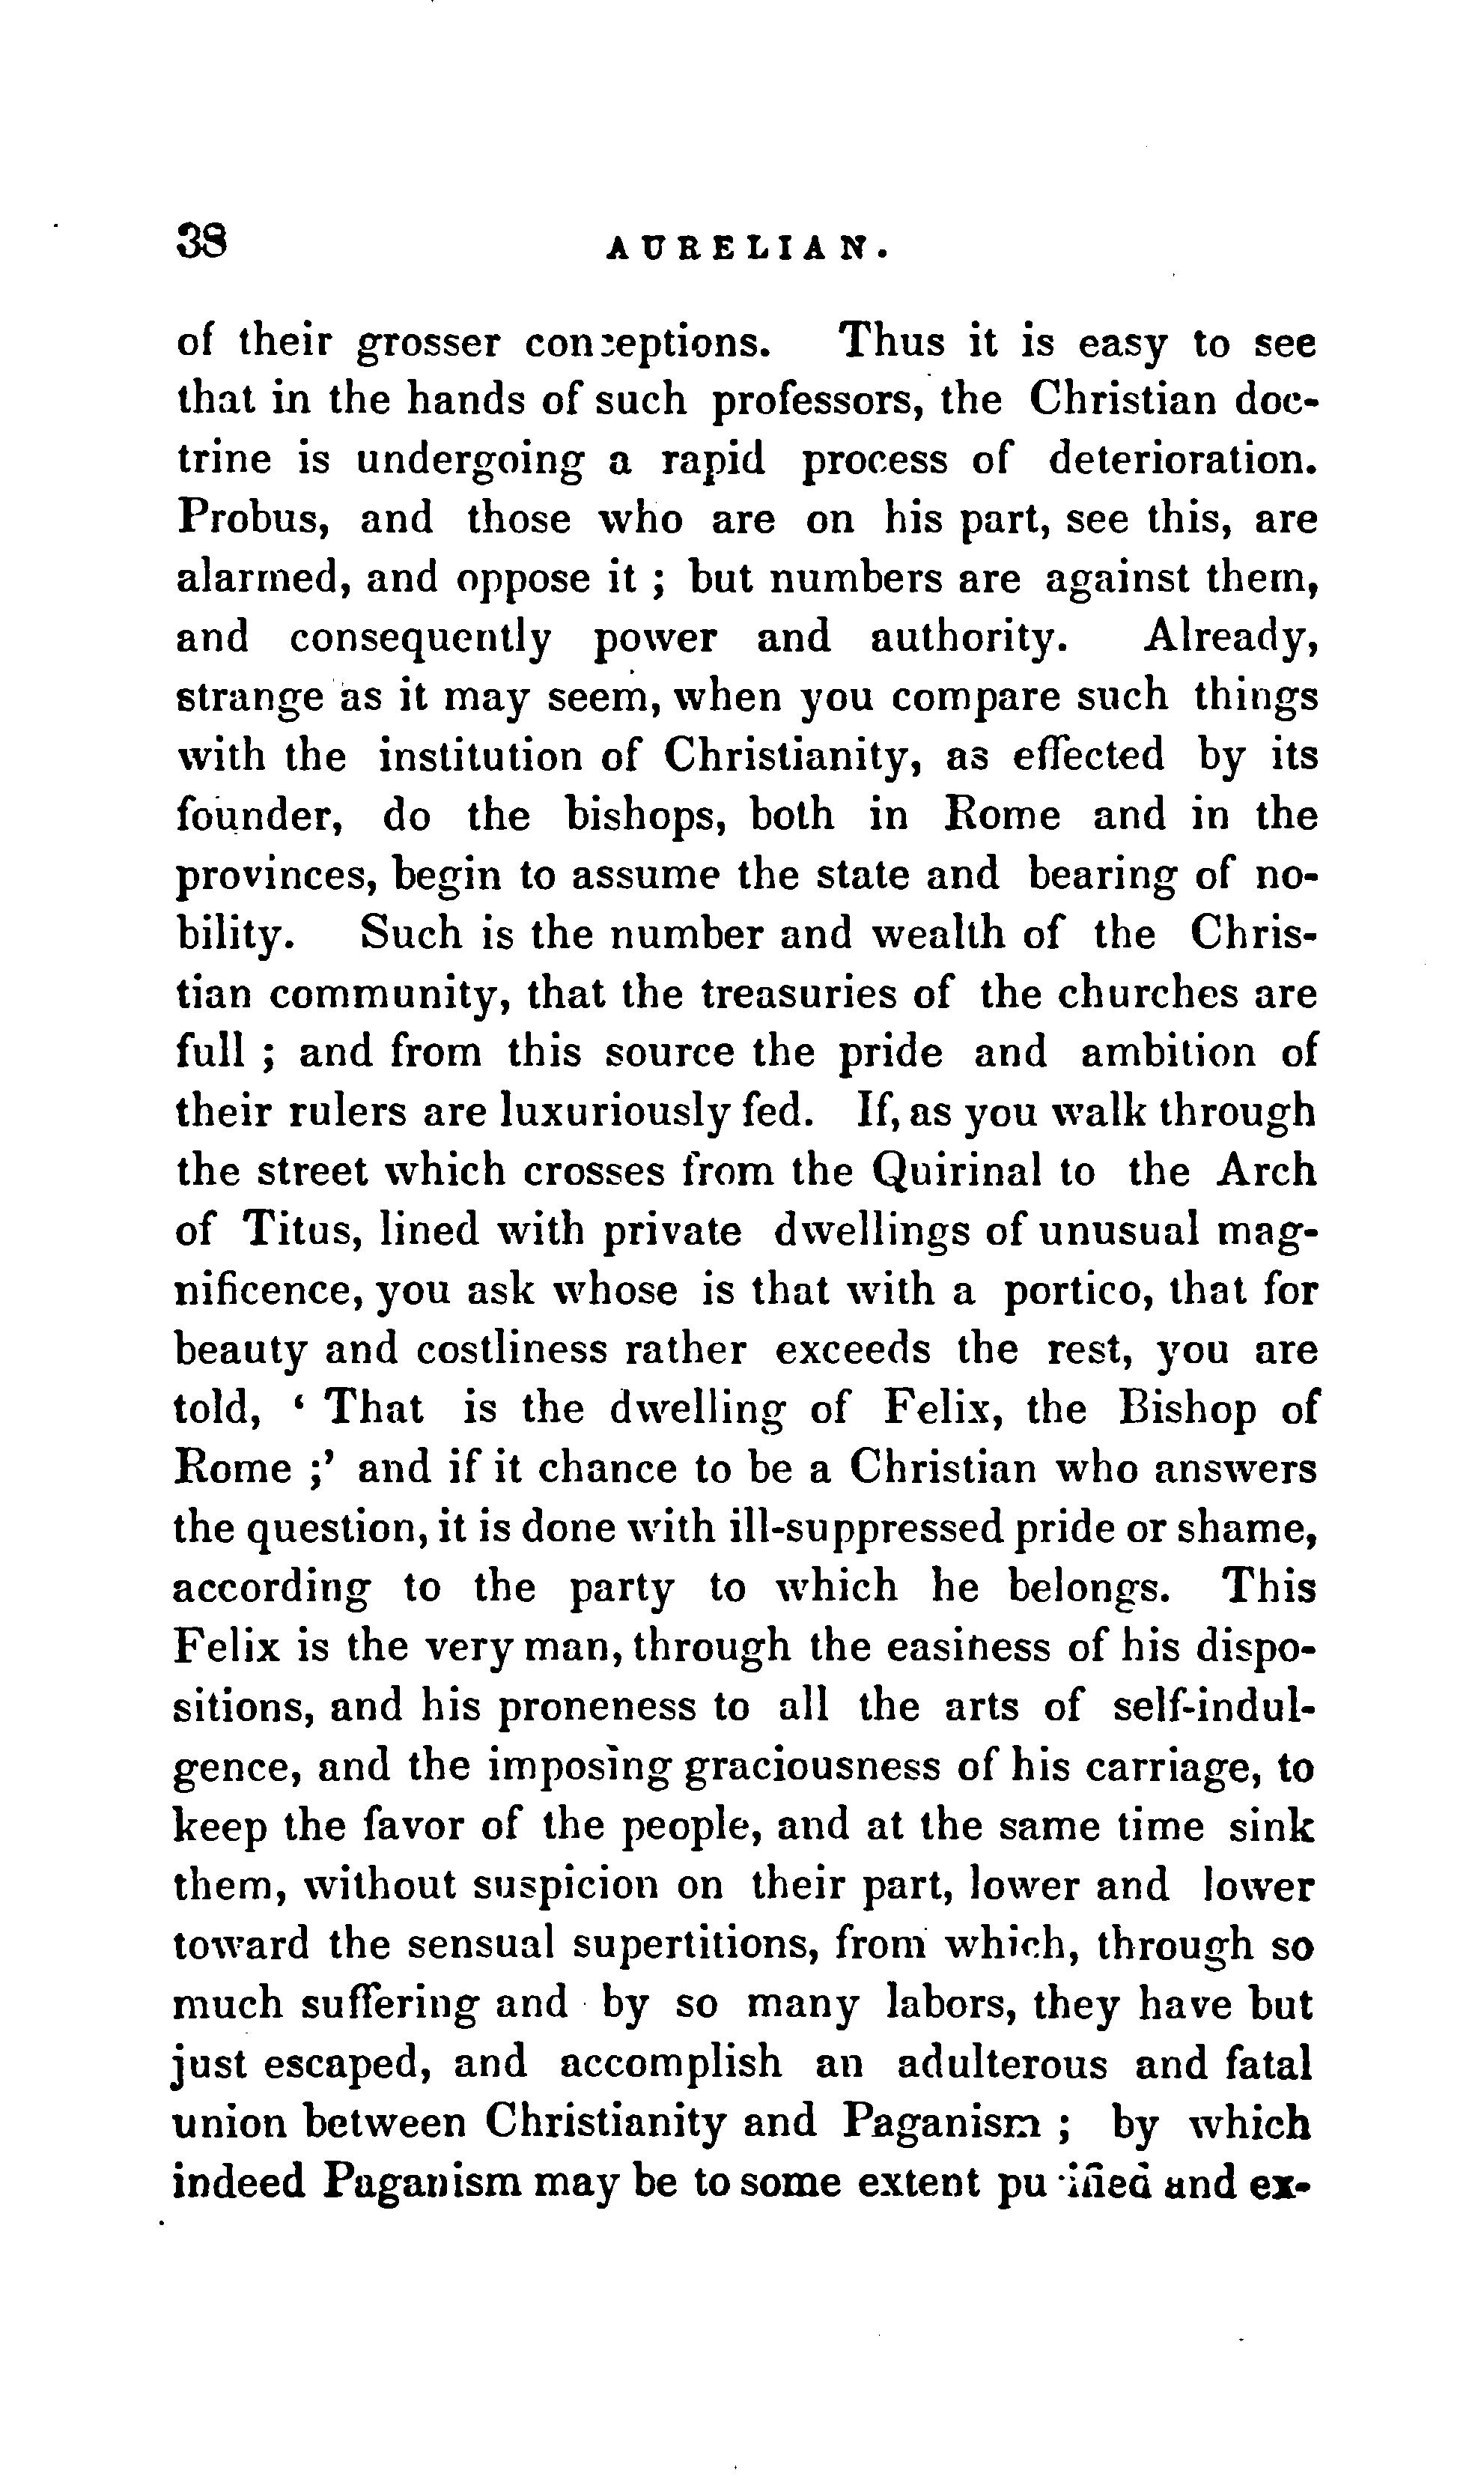 38 AURELIAN.
of their grosser conceptions. Thus it is easy to see
that in the hands of such professors, the Christian doc-
trine is undergoing a rapid process of deterioration.
Probus, and those who are on his part, see this, are
alarmed, and oppose it ; but numbers are against them,
and consequently power and authority. Already,
strange as it may seem, when you compare such things
with the institution of Christianity, as effected by its
founder, do the bishops, both in Rome and in the
provinces, begin to assume the state and bearing of no-
bility. Such is the number and wealth of the Chris-
tian community, that the treasuries of the churches are
full ; and from this source the pride and ambition of
their rulers are luxuriously fed. If, as you walk through
the street which crosses from the Quirinal to the Arch
of Titus, lined with private dwellings of unusual mag-
nificence, you ask whose is that with a portico, that for
beauty and costliness rather exceeds the rest, you are
told, ‘ That is the dwelling of Felix, the Bishop of
Rome ;’ and if it chance to be a Christian who answers
the question, it is done with ill-suppressed pride or shame,
according to the party to which he belongs. This
Felix is the very man, through the easiness of his dispo-
sitions, and his proneness to all the arts of self-indul-
gence, and the imposing graciousness of his carriage, to
keep the favor of the people, and at the same time sink
them, without suspicion on their part, lower and lower
toward the sensual supertitions, from which, through so
much suffering and by so many labors, they have but
just escaped, and accomplish an adulterous and fatal
union between Christianity and Paganism ; by which
indeed Paganism may be to some extent purified and ex-